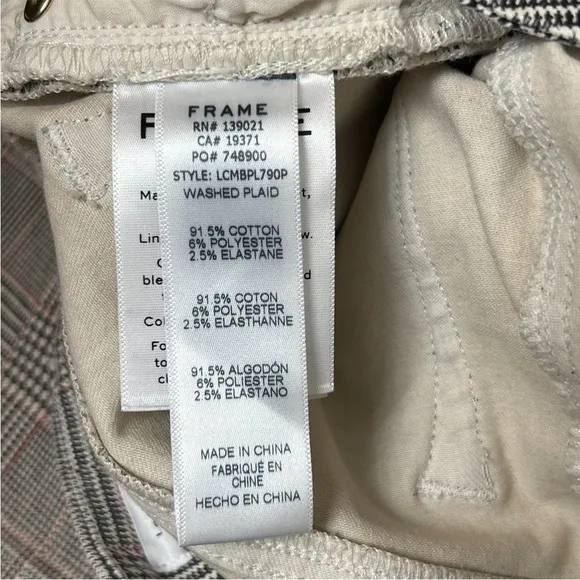 FRAME
RN# 139021
CA# 19371
PO# 748900
STYLE: LCMBPL790P
WASHED PLAID
91.5% COTTON
6% POLYESTER
2.5% ELASTANE
91.5% COTON
6% POLYESTER
2.5% ELASTHANNE
91.5% ALGODÓN
6% POLIESTER
2.5% ELASTANO
MADE IN CHINA
FABRIQUÉ EN
CHINE
HECHO EN CHINA